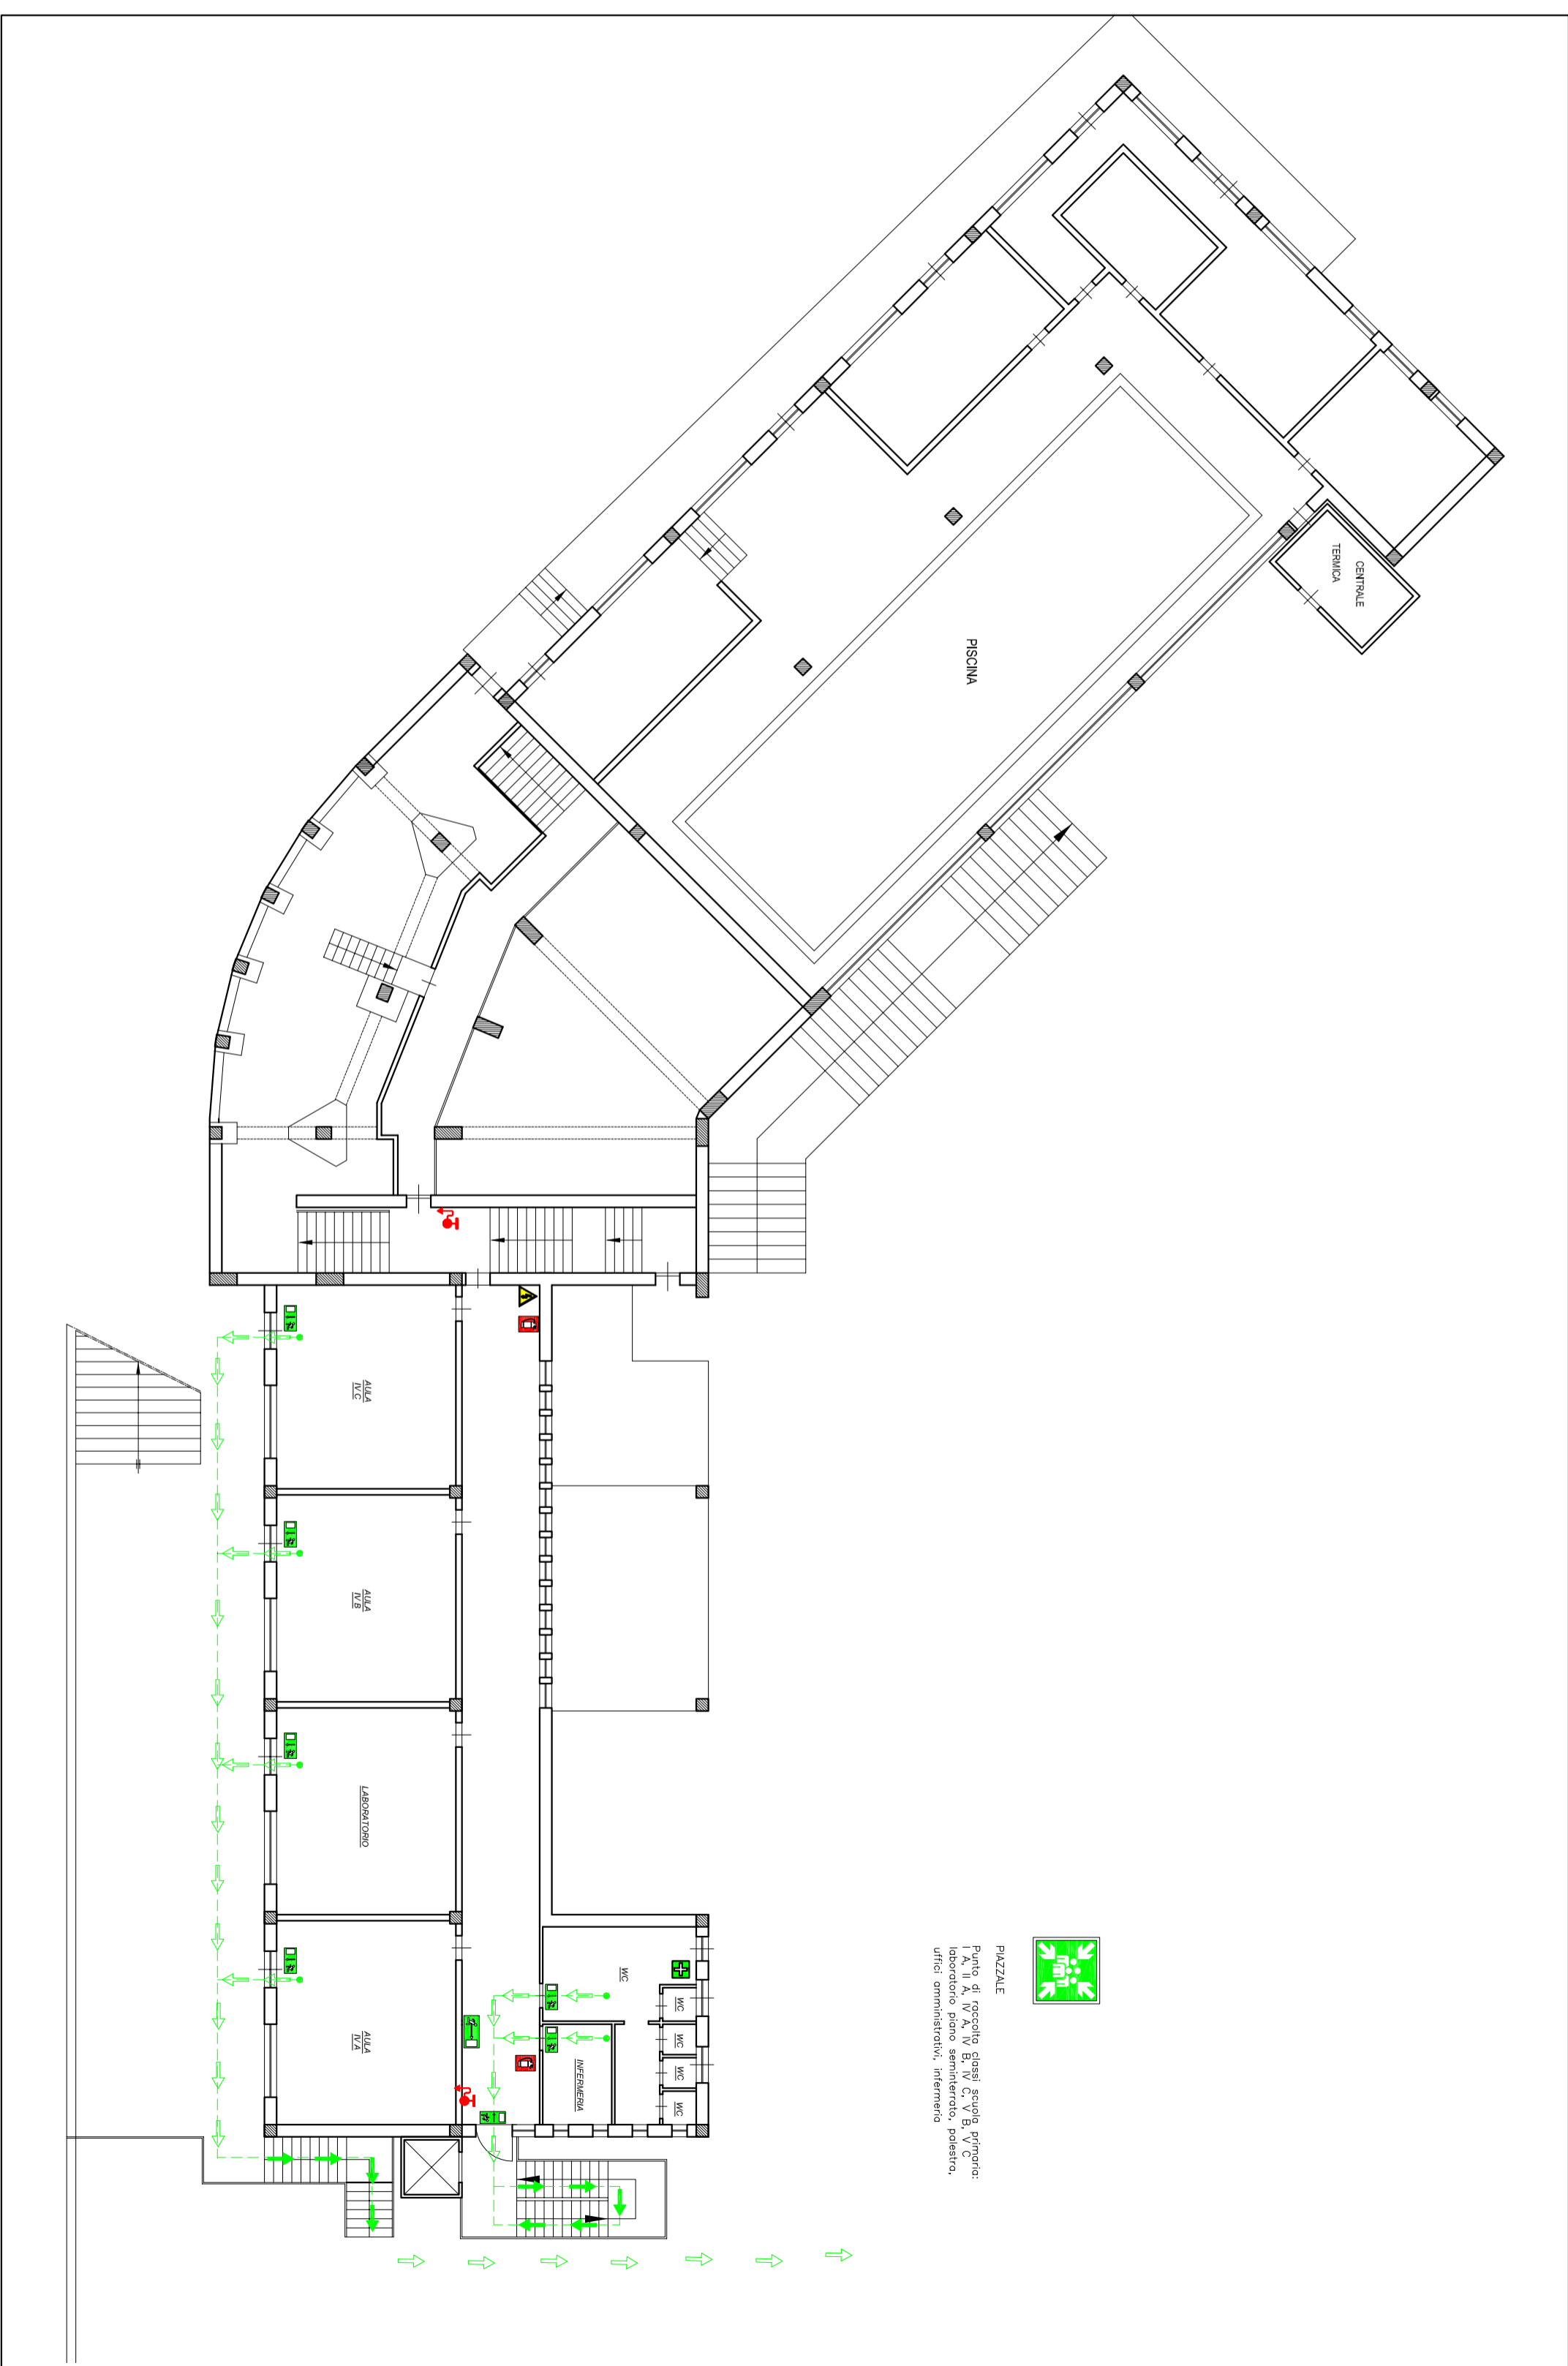 CENTRALE
TERMICA
PISCINA
AULA
IV C
AULA
IV B
LABORATORIO
AULA
IV A
WC
WC
WC
WC
WC
INFERMERIA
PIAZZALE
Punto di raccolta classi scuola primaria:
I A, II A, IV A, IV B, IV C, V B, V C
laboratorio piano seminterrato, palestra,
uffici amministrativi, infermeria